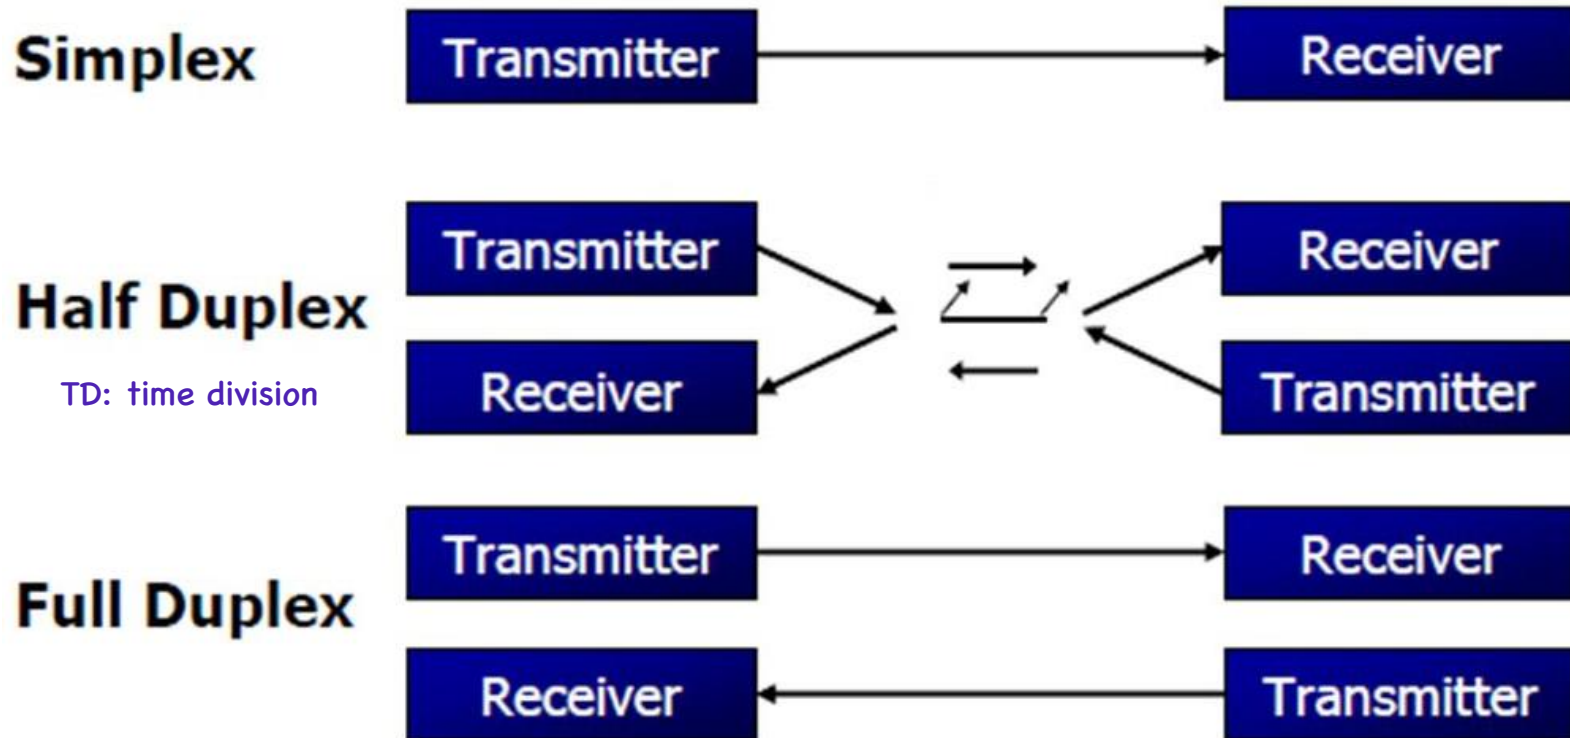 Simplex
Transmitter
Receiver
Half Duplex
TD: time division
Transmitter
Receiver
Receiver
Transmitter
Full Duplex
Transmitter
Receiver
Receiver
Transmitter